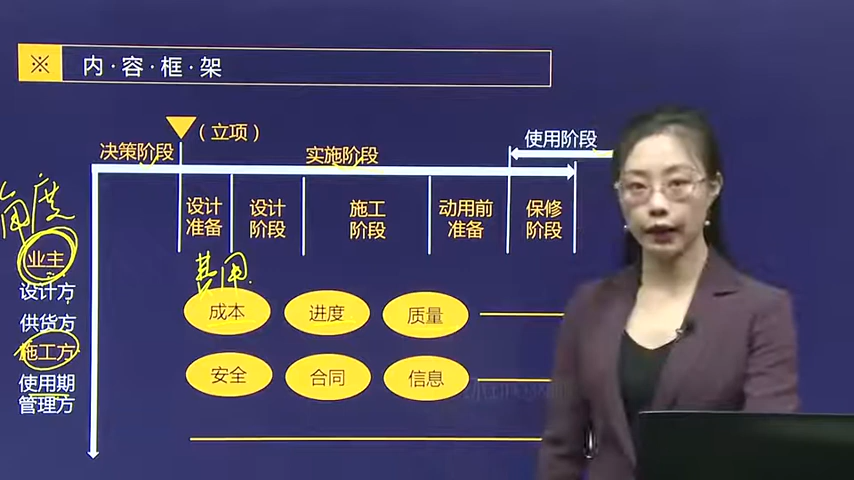 ※ 内·容·框·架
（立项）
决策阶段 实施阶段 使用阶段
设计准备 设计阶段 施工阶段 动用前准备 保修阶段
角度
业主
设计方
供货方
施工方
使用期
管理方
费用
成本 进度 质量
安全 合同 信息